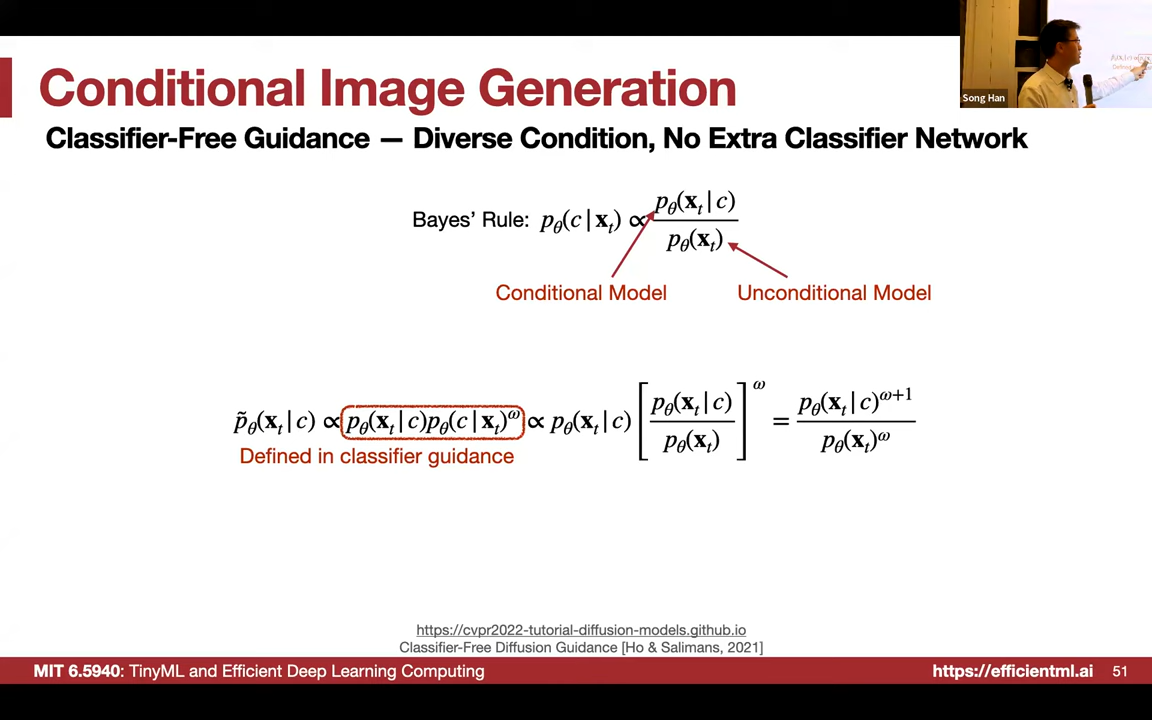 Song Han
Conditional Image Generation
Classifier-Free Guidance — Diverse Condition, No Extra Classifier Network
Bayes’ Rule: pθ(c|xₜ) ∝ pθ(xₜ|c) / pθ(xₜ)
Conditional Model
Unconditional Model
p̃θ(xₜ|c) ∝ pθ(xₜ|c)pθ(c|xₜ)^ω ∝ pθ(xₜ|c) [pθ(xₜ|c) / pθ(xₜ)]^ω = pθ(xₜ|c)^(ω+1) / pθ(xₜ)^ω
Defined in classifier guidance
https://cvpr2022-tutorial-diffusion-models.github.io
Classifier-Free Diffusion Guidance [Ho & Salimans, 2021]
MIT 6.5940: TinyML and Efficient Deep Learning Computing
https://efficientml.ai
51